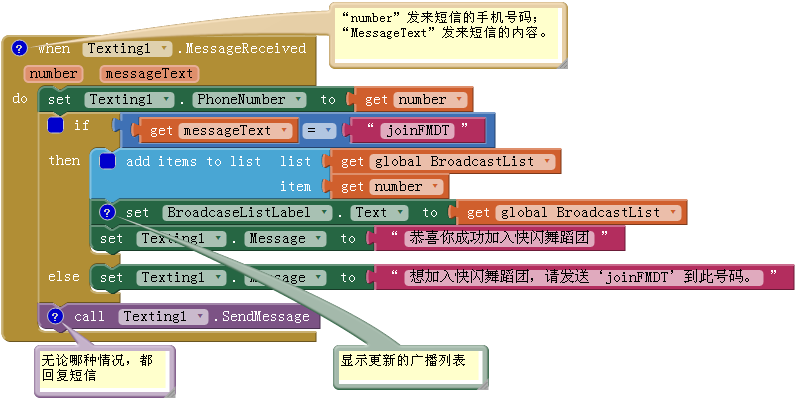 “number”发来短信的手机号码；
“MessageText”发来短信的内容。
? when Texting1 .MessageReceived
number messageText
do set Texting1 . PhoneNumber to get number
if get messageText = “ joinFMDT ”
then add items to list list get global BroadcastList
item get number
? set BroadcaseListLabel . Text to get global BroadcastList
set Texting1 . Message to “ 恭喜你成功加入快闪舞蹈团 ”
else set Texting1 . Message to “ 想加入快闪舞蹈团，请发送‘joinFMDT’到此号码。 ”
? call Texting1 .SendMessage
无论哪种情况，都
回复短信
显示更新的广播列表